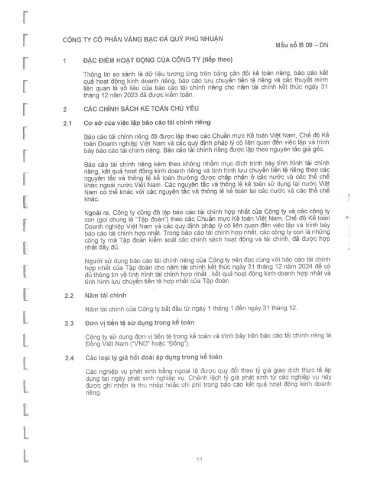 CÔNG TY CỔ PHẦN VÀNG BẠC ĐÁ QUÝ PHÚ NHUẬN
Mẫu số B 09 – DN
1 ĐẶC ĐIỂM HOẠT ĐỘNG CỦA CÔNG TY (tiếp theo)
Thông tin so sánh là dữ liệu tương ứng trên bảng cân đối kế toán riêng, báo cáo kết
quả hoạt động kinh doanh riêng, báo cáo lưu chuyển tiền tệ riêng và các thuyết minh
liên quan là số liệu của báo cáo tài chính riêng cho năm tài chính kết thúc ngày 31
tháng 12 năm 2023 đã được kiểm toán.
2 CÁC CHÍNH SÁCH KẾ TOÁN CHỦ YẾU
2.1 Cơ sở của việc lập báo cáo tài chính riêng
Báo cáo tài chính riêng đã được lập theo các Chuẩn mực Kế toán Việt Nam, Chế độ Kế
toán Doanh nghiệp Việt Nam và các quy định pháp lý có liên quan đến việc lập và trình
bày báo cáo tài chính riêng. Báo cáo tài chính riêng được lập theo nguyên tắc giá gốc.
Báo cáo tài chính riêng kèm theo không nhằm mục đích trình bày tình hình tài chính
riêng, kết quả hoạt động kinh doanh riêng và tình hình lưu chuyển tiền tệ riêng theo các
nguyên tắc và thông lệ kế toán thường được chấp nhận ở các nước và các thể chế
khác ngoài nước Việt Nam. Các nguyên tắc và thông lệ kế toán sử dụng tại nước Việt
Nam có thể khác với các nguyên tắc và thông lệ kế toán tại các nước và các thể chế
khác.
Ngoài ra, Công ty cũng đã lập báo cáo tài chính hợp nhất của Công ty và các công ty
con (gọi chung là “Tập đoàn”) theo các Chuẩn mực Kế toán Việt Nam, Chế độ Kế toán
Doanh nghiệp Việt Nam và các quy định pháp lý có liên quan đến việc lập và trình bày
báo cáo tài chính hợp nhất. Trong báo cáo tài chính hợp nhất, các công ty con là những
công ty mà Tập đoàn kiểm soát các chính sách hoạt động và tài chính, đã được hợp
nhất đầy đủ.
Người sử dụng báo cáo tài chính riêng của Công ty nên đọc cùng với báo cáo tài chính
hợp nhất của Tập đoàn cho năm tài chính kết thúc ngày 31 tháng 12 năm 2024 để có
đủ thông tin về tình hình tài chính hợp nhất , kết quả hoạt động kinh doanh hợp nhất và
tình hình lưu chuyển tiền tệ hợp nhất của Tập đoàn.
2.2 Năm tài chính
Năm tài chính của Công ty bắt đầu từ ngày 1 tháng 1 đến ngày 31 tháng 12.
2.3 Đơn vị tiền tệ sử dụng trong kế toán
Công ty sử dụng đơn vị tiền tệ trong kế toán và trình bày trên báo cáo tài chính riêng là
Đồng Việt Nam (“VND” hoặc “Đồng”).
2.4 Các loại tỷ giá hối đoái áp dụng trong kế toán
Các nghiệp vụ phát sinh bằng ngoại tệ được quy đổi theo tỷ giá giao dịch thực tế áp
dụng tại ngày phát sinh nghiệp vụ. Chênh lệch tỷ giá phát sinh từ các nghiệp vụ này
được ghi nhận là thu nhập hoặc chi phí trong báo cáo kết quả hoạt động kinh doanh
riêng.
11